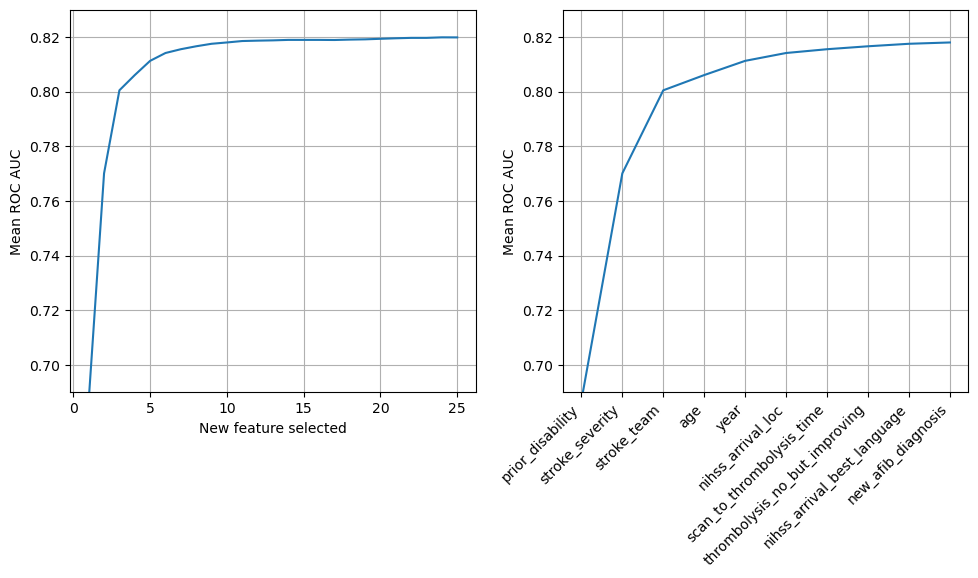 Mean ROC AUC
0.82
0.80
0.78
0.76
0.74
0.72
0.70
0
5
10
15
20
25
New feature selected
Mean ROC AUC
0.82
0.80
0.78
0.76
0.74
0.72
0.70
prior_disability
stroke_severity
stroke_team
age
year
nihss_arrival_loc
scan_to_thrombolysis_time
thrombolysis_no_but_improving
nihss_arrival_best_language
new_afib_diagnosis